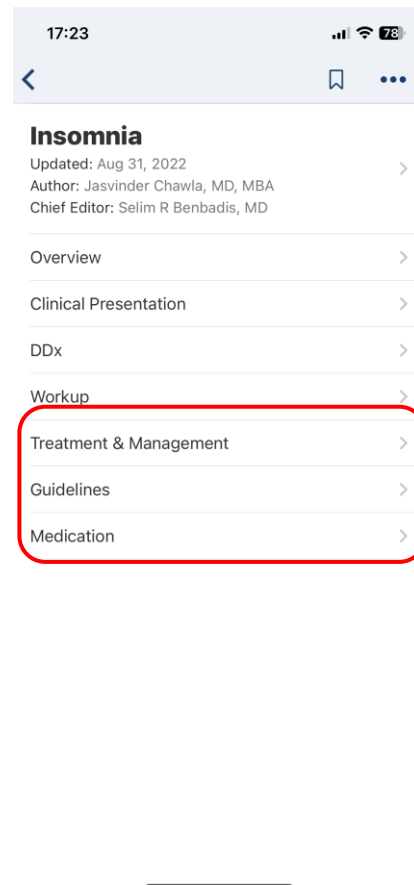 17:23
78
Insomnia
Updated: Aug 31, 2022
Author: Jasvinder Chawla, MD, MBA
Chief Editor: Selim R Benbadis, MD
Overview
Clinical Presentation
DDx
Workup
Treatment & Management
Guidelines
Medication